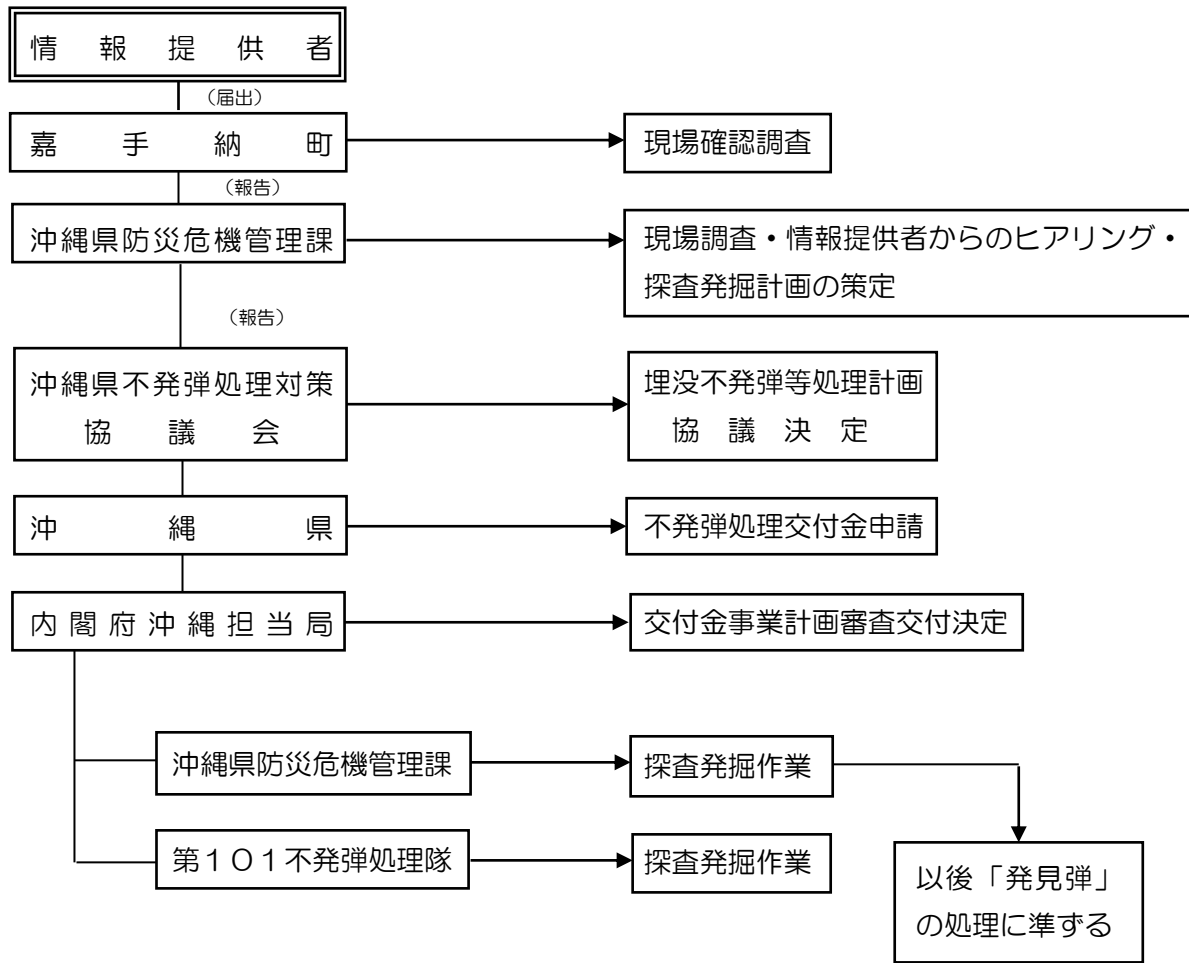 情報提供者
（届出）
嘉手納町
現場確認調査
（報告）
沖縄県防災危機管理課
現場調査・情報提供者からのヒアリング・
探査発掘計画の策定
（報告）
沖縄県不発弾処理対策
協議会
埋没不発弾等処理計画
協議決定
沖縄県
不発弾処理交付金申請
内閣府沖縄担当局
交付金事業計画審査交付決定
沖縄県防災危機管理課
探査発掘作業
第１０１不発弾処理隊
探査発掘作業
以後「発見弾」
の処理に準ずる